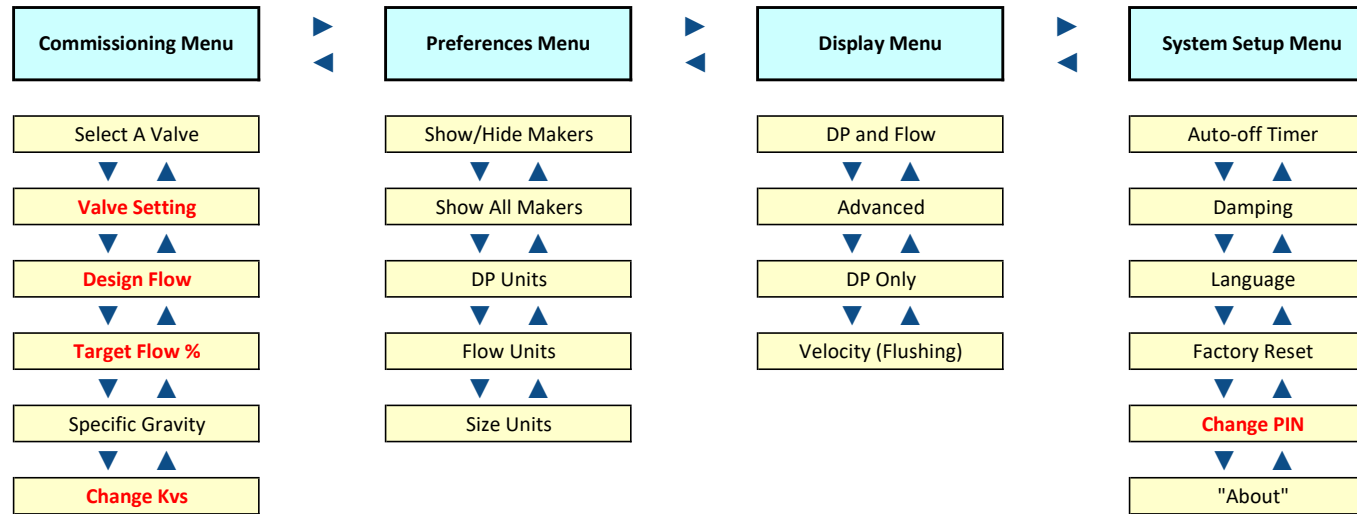 Commissioning Menu
Preferences Menu
Display Menu
System Setup Menu
Select A Valve
Show/Hide Makers
DP and Flow
Auto-off Timer
Valve Setting
Show All Makers
Advanced
Damping
Design Flow
DP Units
DP Only
Language
Target Flow %
Flow Units
Velocity (Flushing)
Factory Reset
Specific Gravity
Size Units
Change PIN
Change Kvs
"About"